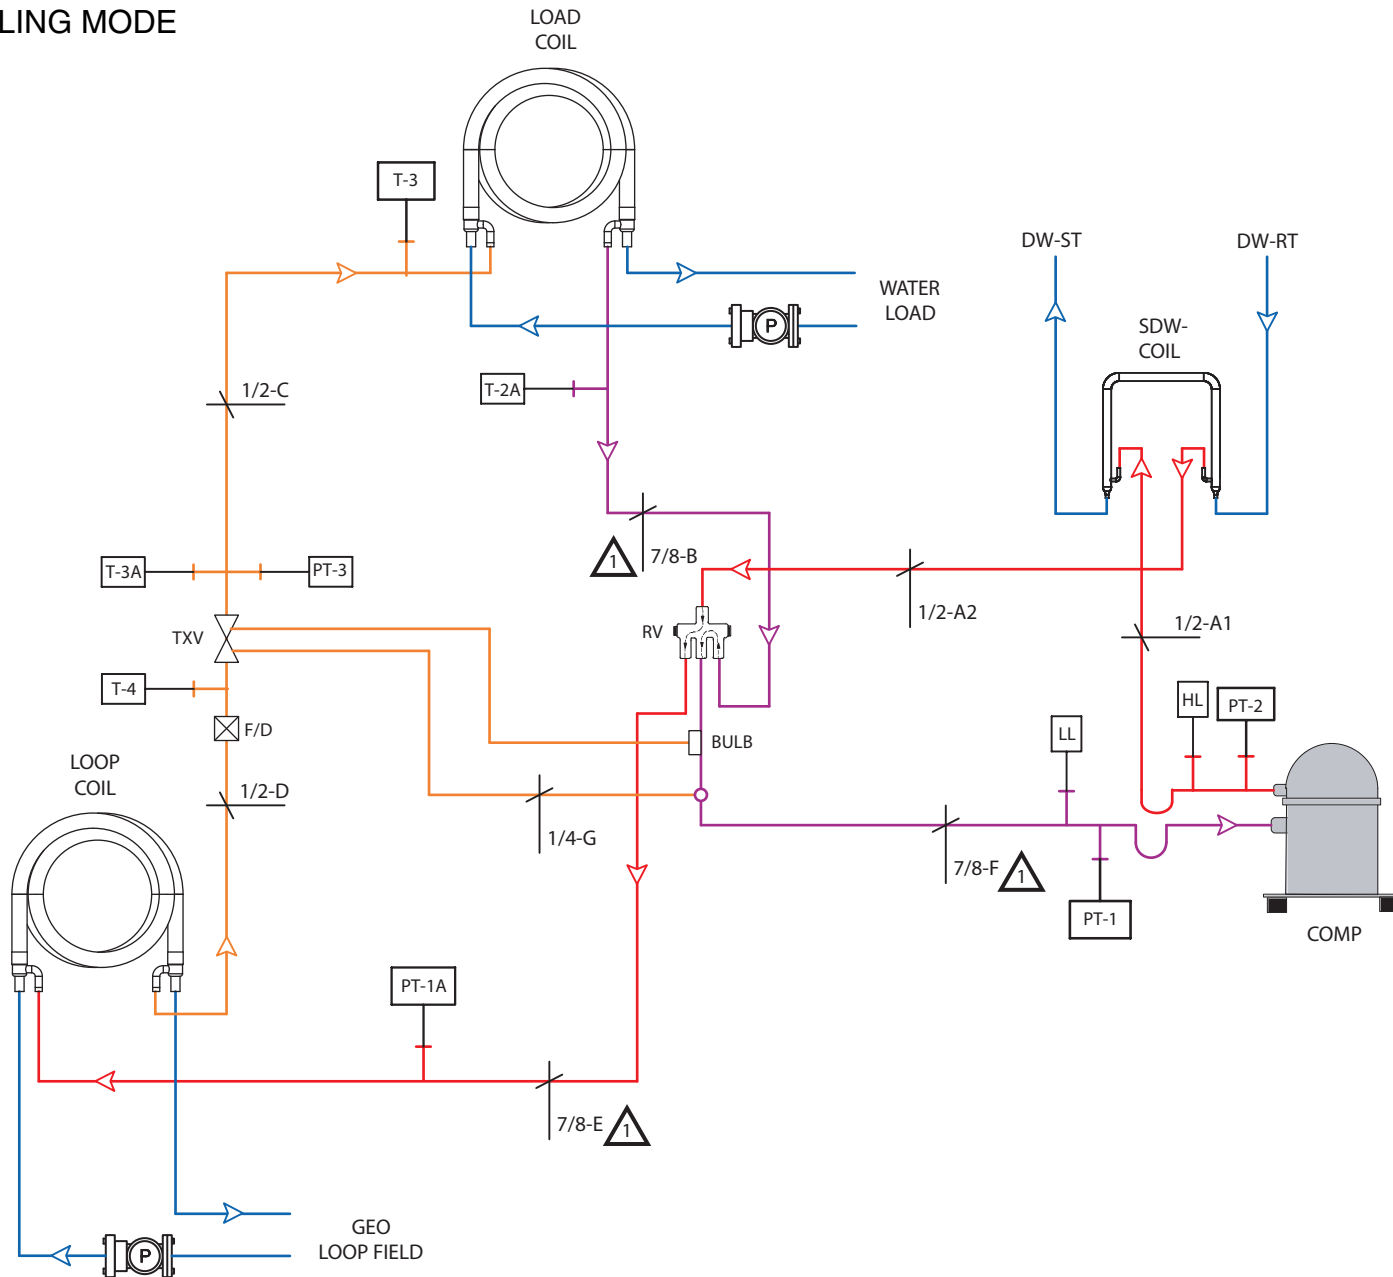 LING MODE
LOAD
COIL
T-3
DW-ST
DW-RT
WATER
LOAD
P
SDW-
COIL
T-2A
1/2-C
1
7/8-B
T-3A
PT-3
1/2-A2
1/2-A1
TXV
RV
T-4
HL
PT-2
F/D
BULB
LL
LOOP
COIL
1/2-D
1/4-G
7/8-F
1
PT-1
COMP
PT-1A
7/8-E
1
GEO
LOOP FIELD
P